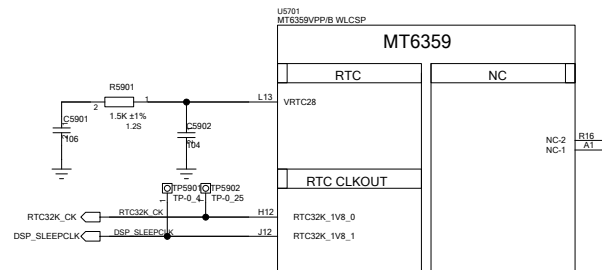 U5701
MT6359VPP/B WLCSP
MT6359
RTC
NC
R5901
L13
VRTC28
2
1
1.5K ±1%
1.2S
C5901
106
C5902
104
NC-2
R16
NC-1
A1
RTC CLKOUT
TP5901
TP5902
TP-0_4
TP-0_25
1
1
RTC32K_CK
RTC32K_CK
H12
RTC32K_1V8_0
DSP_SLEEPCLK
DSP_SLEEPCLK
J12
RTC32K_1V8_1